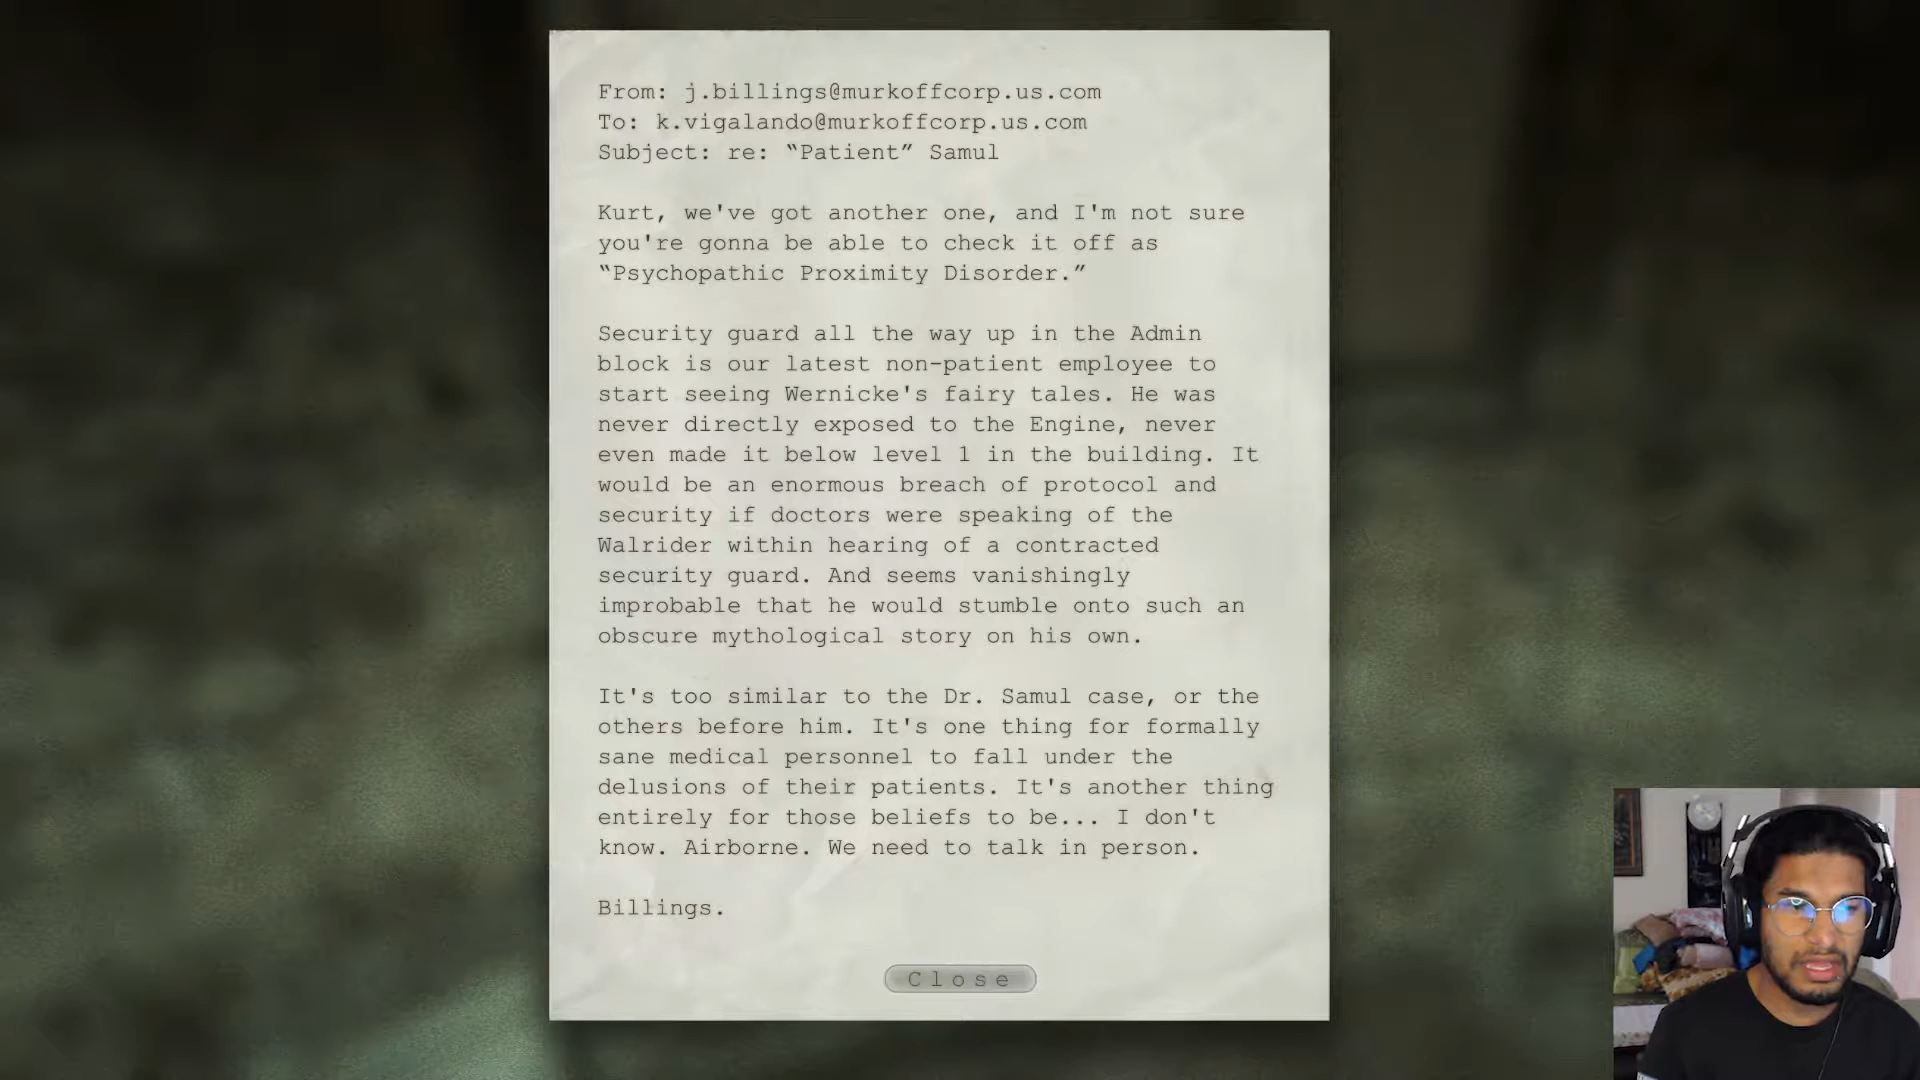 From: j.billings@murkoffcorp.us.com
To: k.vigalando@murkoffcorp.us.com
Subject: re: “Patient” Samul
Kurt, we've got another one, and I'm not sure
you're gonna be able to check it off as
“Psychopathic Proximity Disorder.”
Security guard all the way up in the Admin
block is our latest non-patient employee to
start seeing Wernicke's fairy tales. He was
never directly exposed to the Engine, never
even made it below level 1 in the building. It
would be an enormous breach of protocol and
security if doctors were speaking of the
Walrider within hearing of a contracted
security guard. And seems vanishingly
improbable that he would stumble onto such an
obscure mythological story on his own.
It's too similar to the Dr. Samul case, or the
others before him. It's one thing for formally
sane medical personnel to fall under the
delusions of their patients. It's another thing
entirely for those beliefs to be... I don't
know. Airborne. We need to talk in person.
Billings.
Close